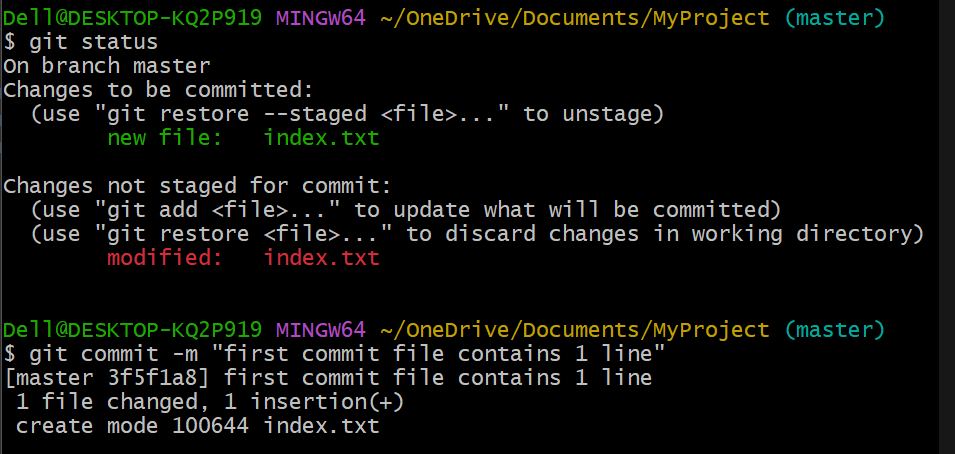 Dell@DESKTOP-KQ2P919 MINGW64 ~/OneDrive/Documents/MyProject (master)
$ git status
On branch master
Changes to be committed:
  (use "git restore --staged <file>..." to unstage)
        new file:   index.txt

Changes not staged for commit:
  (use "git add <file>..." to update what will be committed)
  (use "git restore <file>..." to discard changes in working directory)
        modified:   index.txt


Dell@DESKTOP-KQ2P919 MINGW64 ~/OneDrive/Documents/MyProject (master)
$ git commit -m "first commit file contains 1 line"
[master 3f5f1a8] first commit file contains 1 line
 1 file changed, 1 insertion(+)
 create mode 100644 index.txt